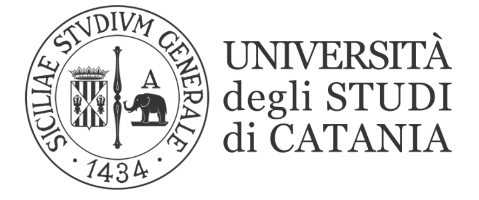 SICILIAE STVDIVM GENERALE
· 1434 ·
A
UNIVERSITÀ
degli STUDI
di CATANIA